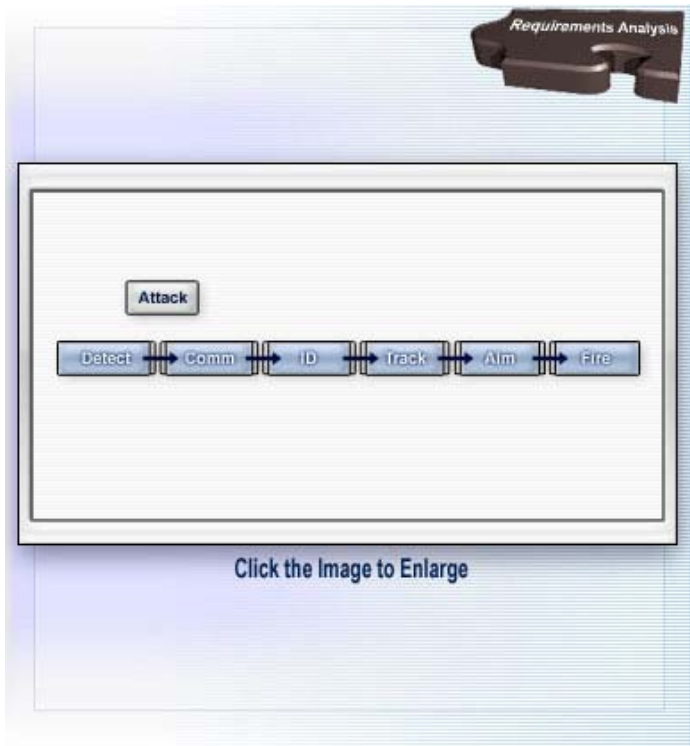 Requirements Analysis
Attack
Detect Comm ID Track Aim Fire
Click the Image to Enlarge